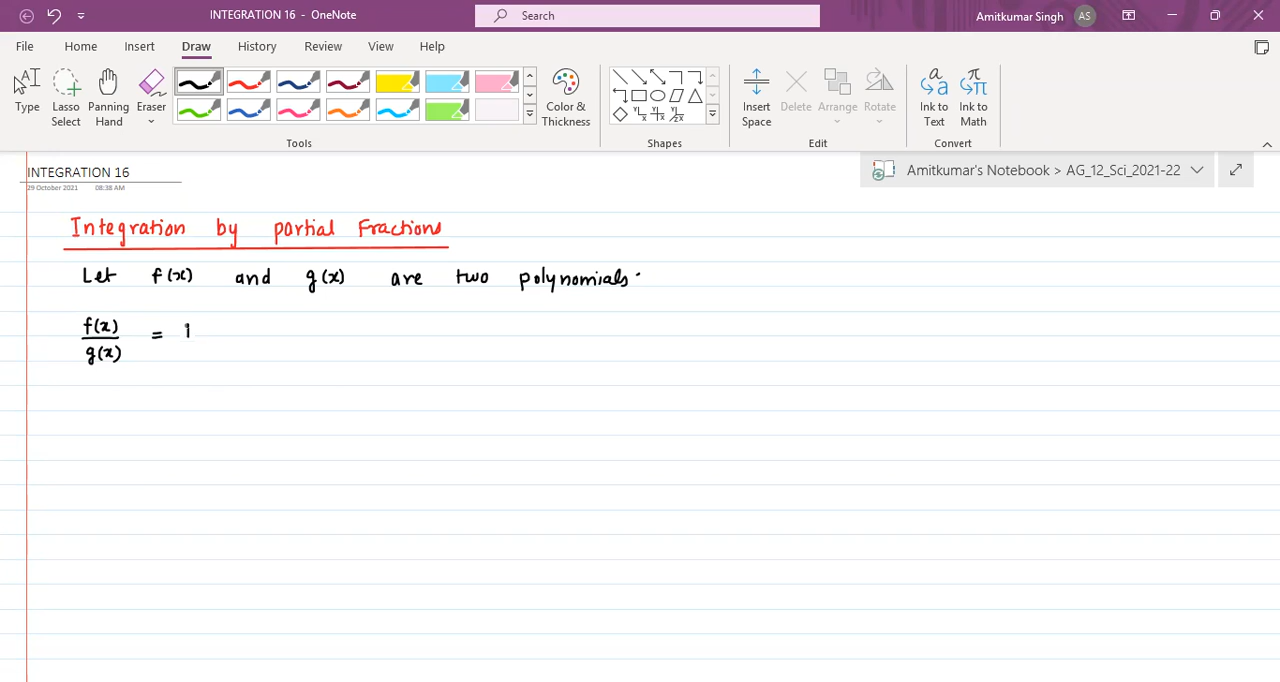 INTEGRATION 16 - OneNote
Search
Amitkumar Singh AS
File Home Insert Draw History Review View Help
Type Lasso Select Panning Hand Eraser Color & Thickness Insert Space Delete Arrange Rotate Ink to Text Ink to Math
Tools Shapes Edit Convert
INTEGRATION 16
29 October 2021 08:38 AM
Amitkumar's Notebook > AG_12_Sci_2021-22
Integration by partial Fractions
Let f(x) and g(x) are two polynomials.
f(x)/g(x) =